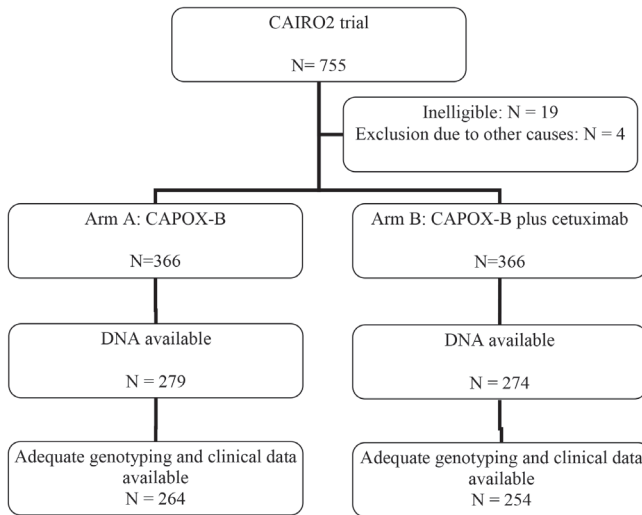 CAIRO2 trial
N= 755
Inelligible: N = 19
Exclusion due to other causes: N = 4
Arm A: CAPOX-B
N=366
Arm B: CAPOX-B plus cetuximab
N=366
DNA available
N = 279
DNA available
N = 274
Adequate genotyping and clinical data
available
N = 264
Adequate genotyping and clinical data
available
N = 254